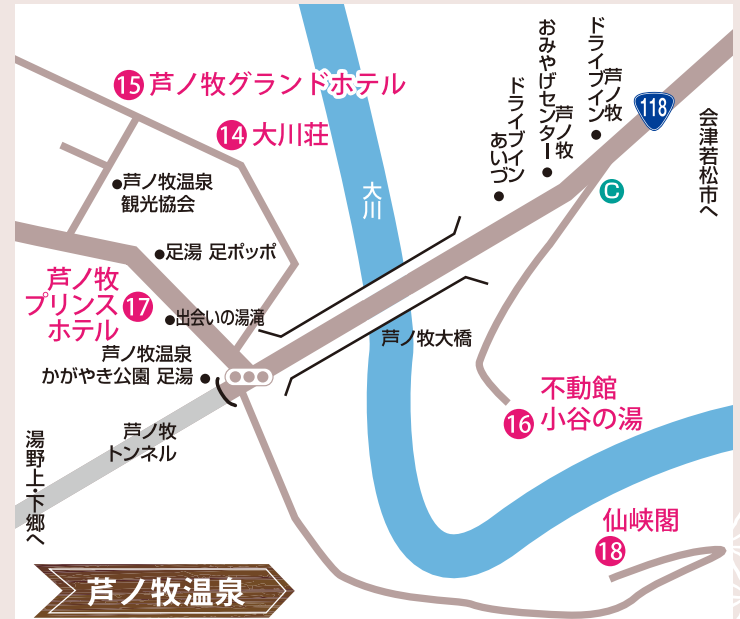 15 芦ノ牧グランドホテル
14 大川荘
芦ノ牧温泉
観光協会
足湯 足ポッポ
芦ノ牧
プリンス
ホテル
17
出会いの湯滝
芦ノ牧温泉
かがやき公園 足湯
芦ノ牧
トンネル
湯野上・下郷へ
大川
芦ノ牧大橋
芦ノ牧
ドライブイン
芦ノ牧
おみやげセンター
ドライブイン
あいづ
118
会津若松市へ
C
不動館
小谷の湯
16
仙峡閣
18
芦ノ牧温泉